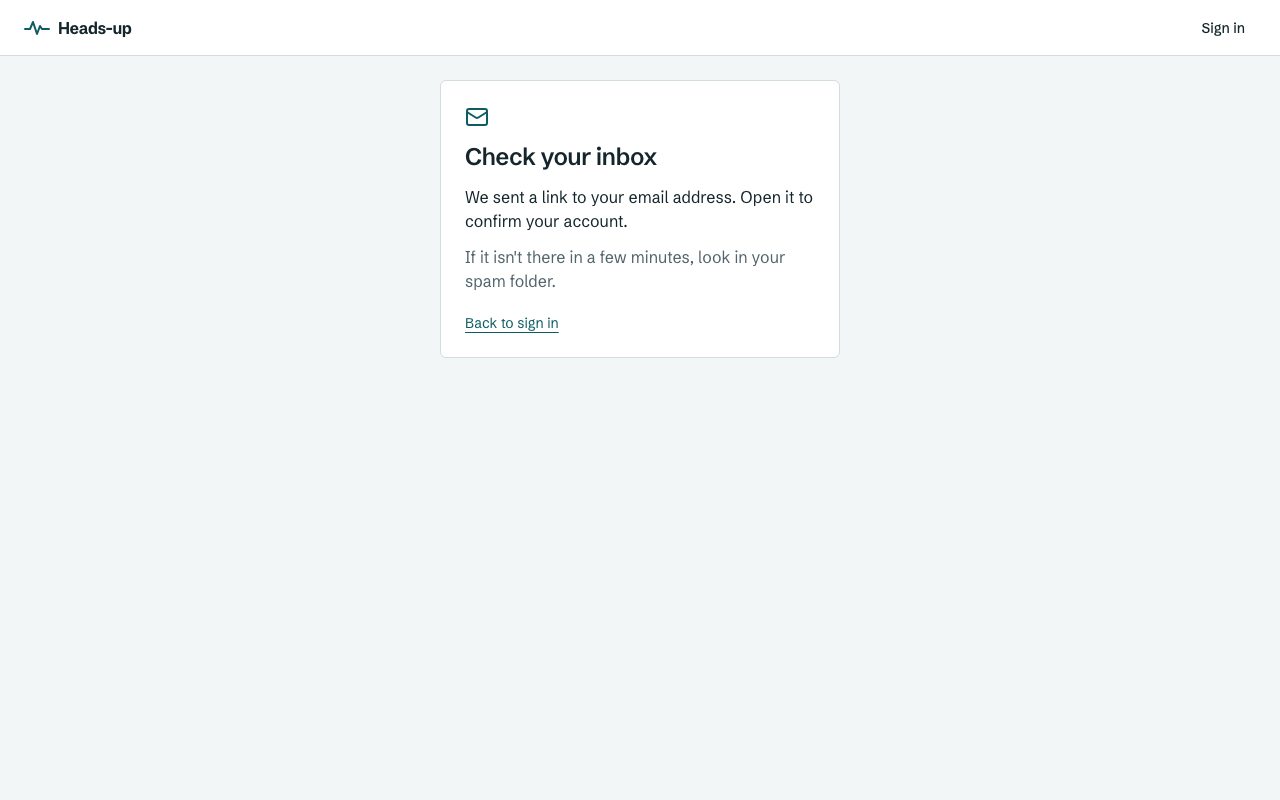 Heads-up
Sign in
Check your inbox
We sent a link to your email address. Open it to
confirm your account.
If it isn't there in a few minutes, look in your
spam folder.
Back to sign in